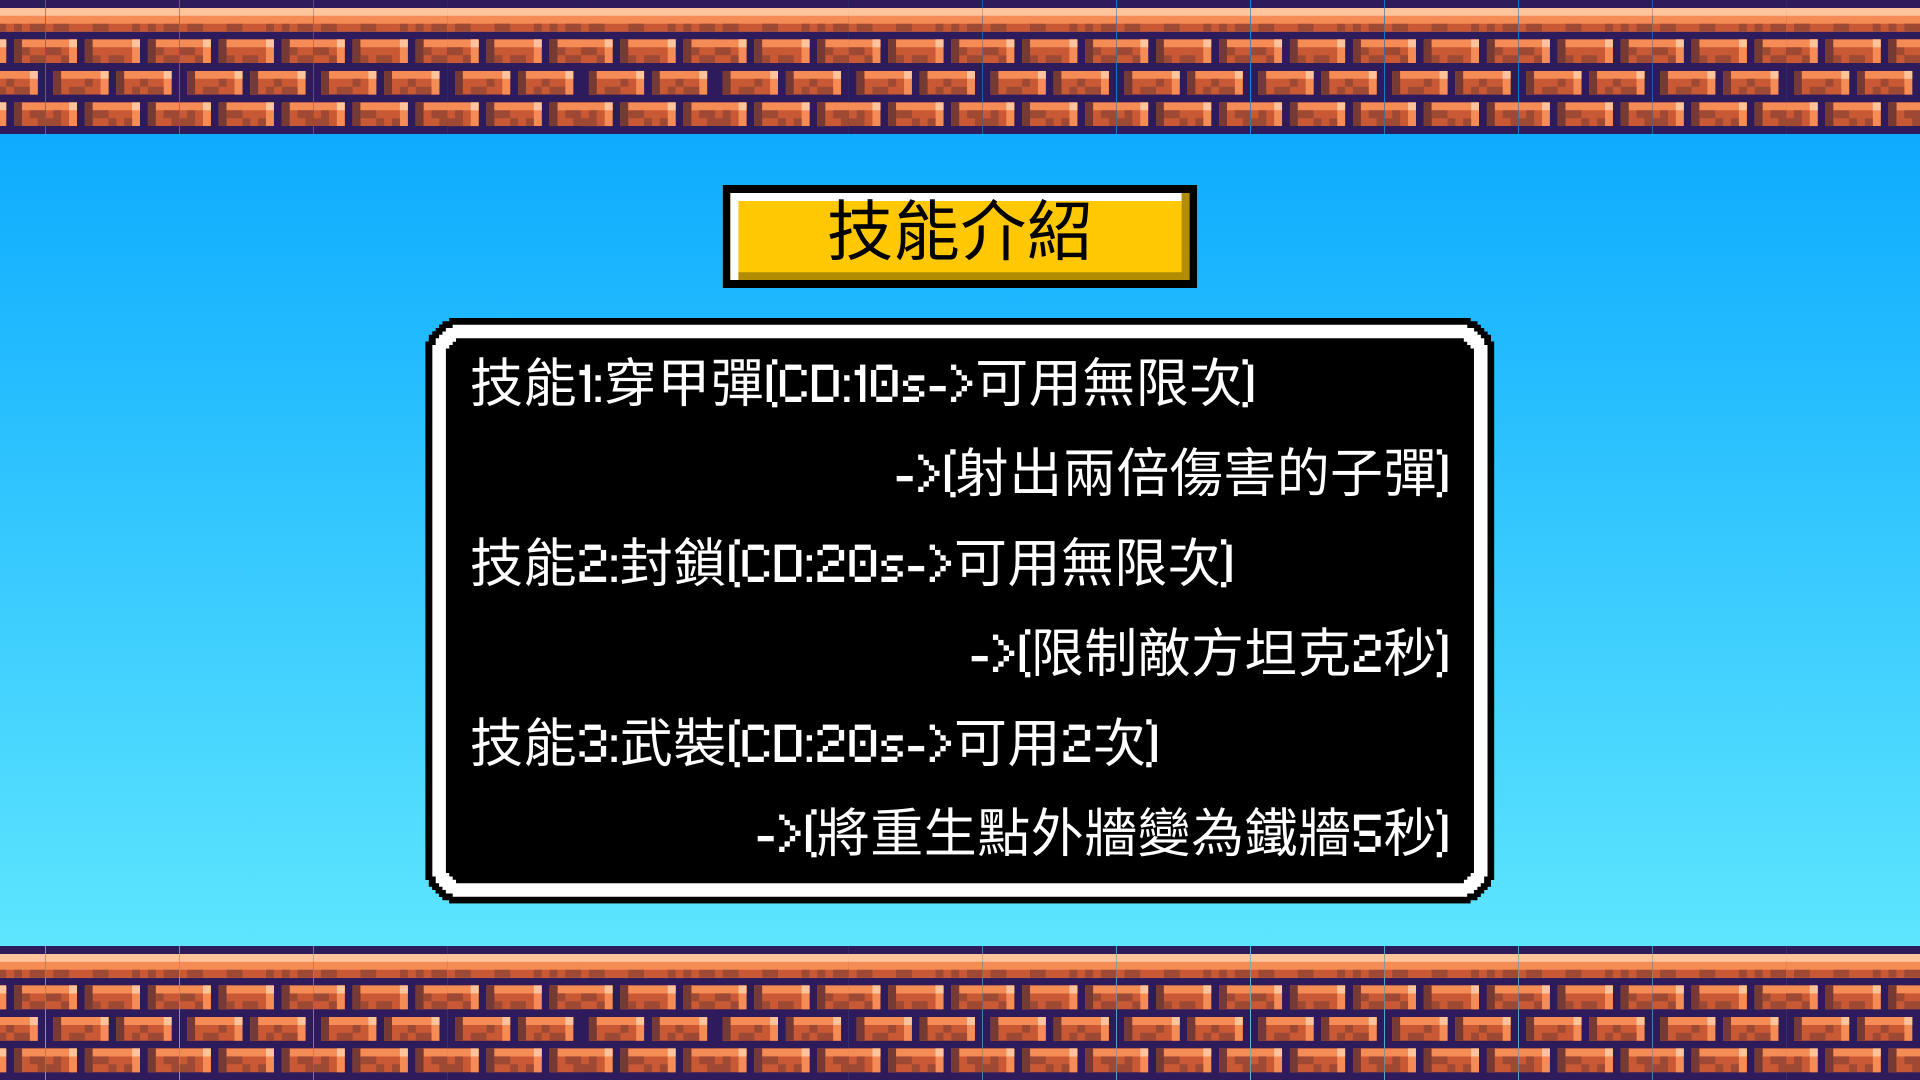 技能介紹
技能1:穿甲彈(CD:10s->可用無限次)
->(射出兩倍傷害的子彈)
技能2:封鎖(CD:20s->可用無限次)
->(限制敵方坦克2秒)
技能3:武裝(CD:20s->可用2次)
->(將重生點外牆變為鐵牆5秒)